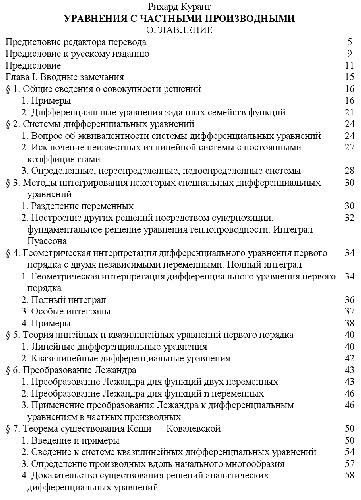 Рихард Курант
УРАВНЕНИЯ С ЧАСТНЫМИ ПРОИЗВОДНЫМИ
ОГЛАВЛЕНИЕ
Предисловие редактора перевода 5
Предисловие к русскому изданию 9
Предисловие 11
Глава I. Вводные замечания 15
§ 1. Общие сведения о совокупности решений 16
1. Примеры 16
2. Дифференциальные уравнения заданных семейств функций 21
§ 2. Системы дифференциальных уравнений 24
1. Вопрос об эквивалентности системы дифференциальных уравнений 24
2. Исключение неизвестных из линейной системы с постоянными
коэффициентами 27
3. Определенные, переопределенные, недоопределенные системы 28
§ 3. Методы интегрирования некоторых специальных дифференциальных
уравнений 30
1. Разделение переменных 30
2. Построение других решений посредством суперпозиции.
фундаментальное решение уравнения теплопроводности. Интеграл
Пуассона 32
§ 4. Геометрическая интерпретация дифференциального уравнения первого
порядка с двумя независимыми переменными. Полный интеграл 34
1. Геометрическая интерпретация дифференциального уравнения первого
порядка 34
2. Полный интеграл 36
3. Особые интегралы 37
4. Примеры 38
§ 5. Теория линейных и квазилинейных уравнений первого порядка 40
1. Линейные дифференциальные уравнения 40
2. Квазилинейные дифференциальные уравнения 42
§ 6. Преобразование Лежандра 43
1. Преобразование Лежандра для функций двух переменных 43
2. Преобразование Лежандра для функций n переменных 46
3. Применение преобразования Лежандра к дифференциальным
уравнениям в частных производных 46
§ 7. Теорема существования Коши — Ковалевской 50
1. Введение и примеры 50
2. Сведение к системе квазилинейных дифференциальных уравнений 54
3. Определение производных вдоль начального многообразия 57
4. Доказательство существования решений аналитических
дифференциальных уравнений 58